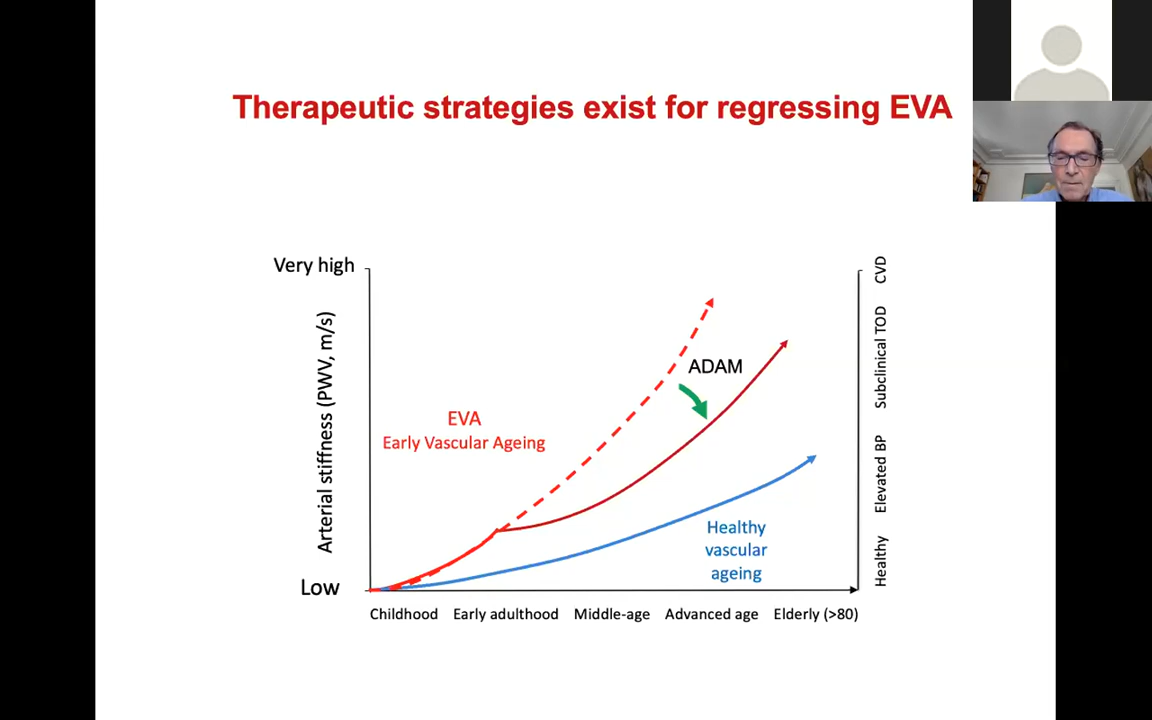 Therapeutic strategies exist for regressing EVA
Very high
Arterial stiffness (PWV, m/s)
Low
EVA
Early Vascular Ageing
ADAM
Healthy
vascular
ageing
CVD
Subclinical TOD
Elevated BP
Healthy
Childhood Early adulthood Middle-age Advanced age Elderly (>80)